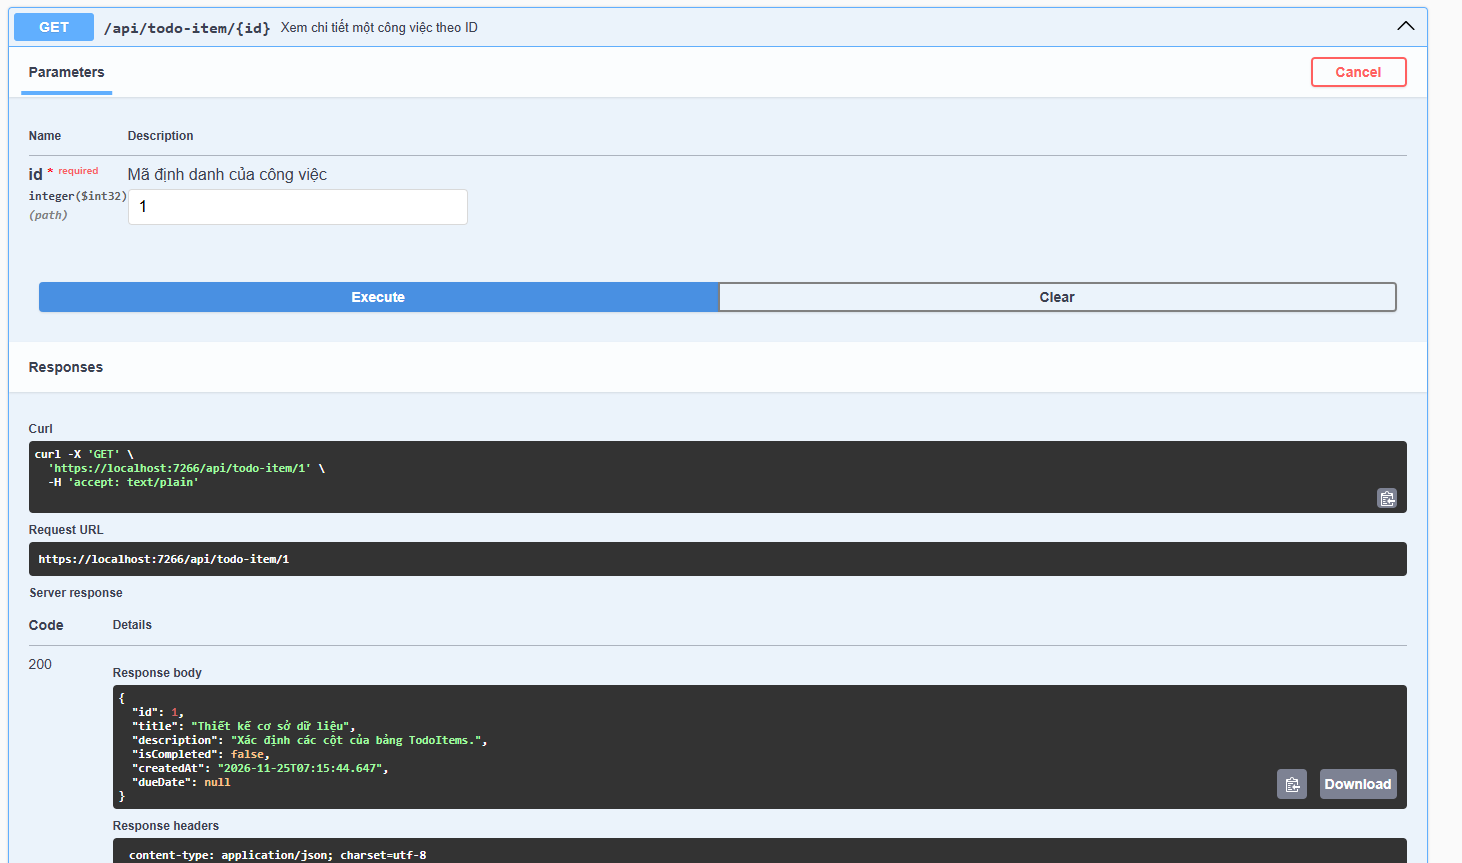 GET /api/todo-item/{id} Xem chi tiết một công việc theo ID
Parameters Cancel
Name Description
id * required Mã định danh của công việc
integer($int32) 1
(path)
Execute Clear
Responses
Curl
curl -X 'GET' \
'https://localhost:7266/api/todo-item/1' \
-H 'accept: text/plain'
Request URL
https://localhost:7266/api/todo-item/1
Server response
Code Details
200
Response body
{
"id": 1,
"title": "Thiết kế cơ sở dữ liệu",
"description": "Xác định các cột của bảng TodoItems.",
"isCompleted": false,
"createdAt": "2026-11-25T07:15:44.647",
"dueDate": null
}
Download
Response headers
content-type: application/json; charset=utf-8